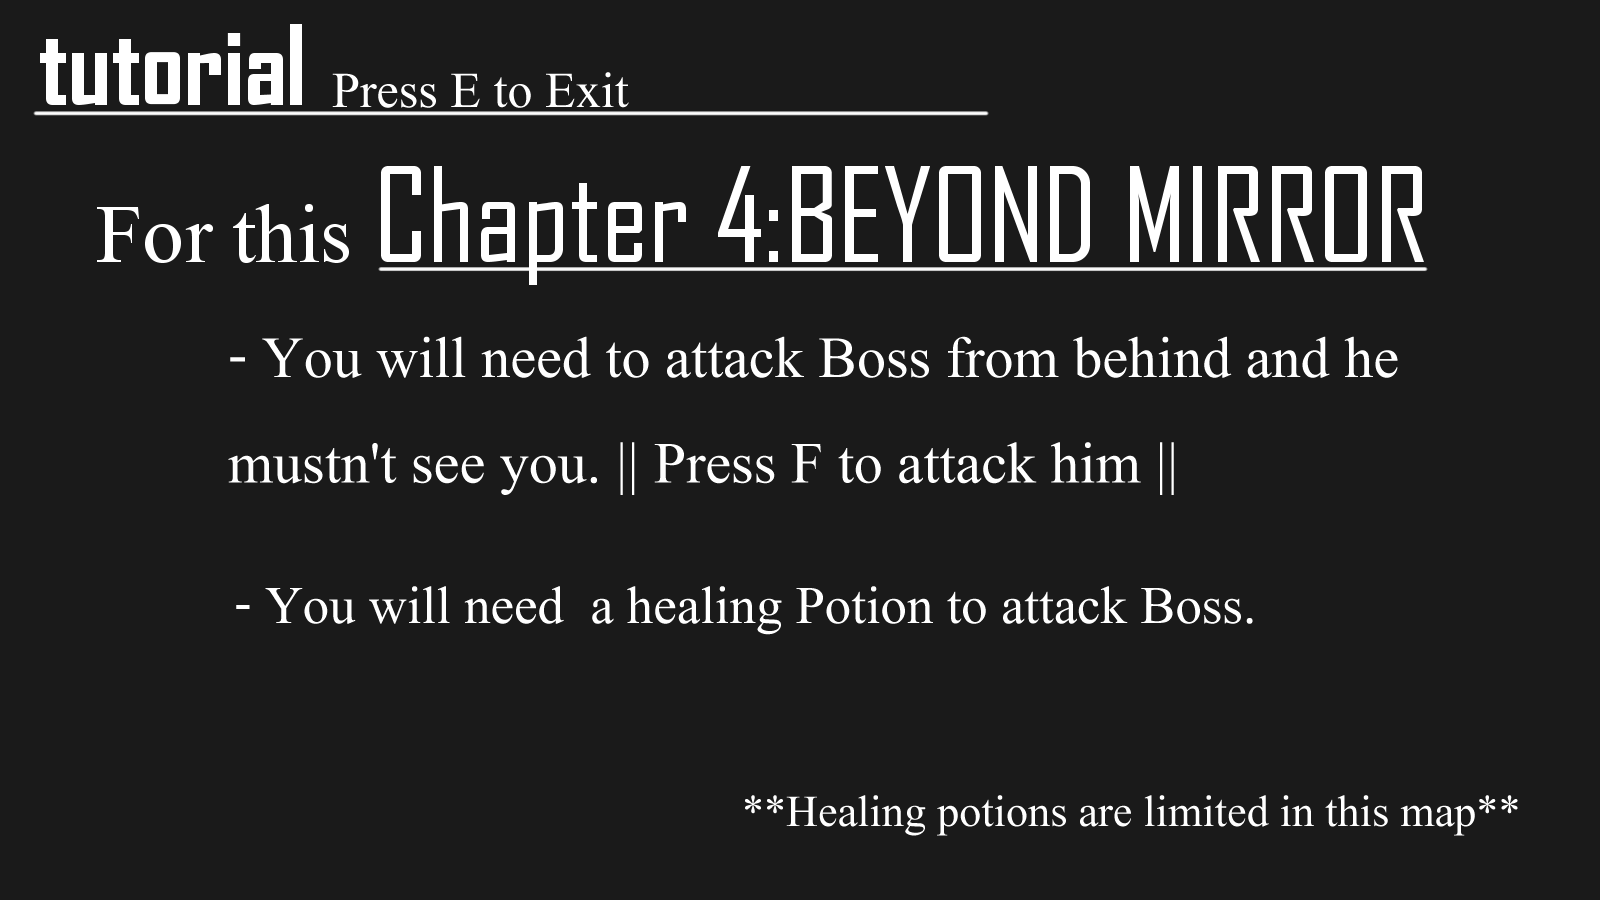 tutorial Press E to Exit
For this Chapter 4:BEYOND MIRROR
- You will need to attack Boss from behind and he
mustn't see you. || Press F to attack him ||
- You will need  a healing Potion to attack Boss.
**Healing potions are limited in this map**